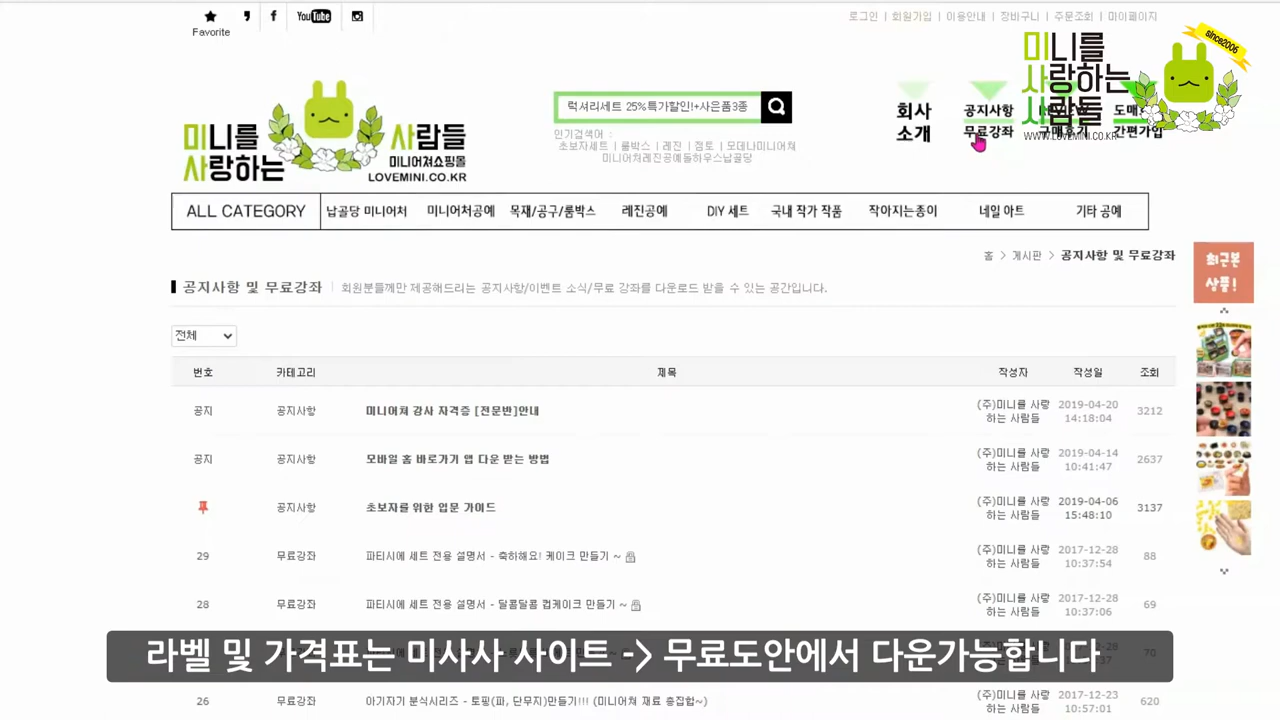 Favorite
YouTube
로그인 | 회원가입 | 이용안내 | 장바구니 | 주문조회 | 마이페이지
미니를
사랑하는
사람들
since2006
WWW.LOVEMINI.CO.KR
미니를
사랑하는
사람들
미니어쳐쇼핑몰
LOVEMINI.CO.KR
럭셔리세트 25%특가할인!+사은품3종
인기검색어 :
초보자세트 | 룸박스 | 레진 | 점토 | 모데나미니어쳐
미니어쳐레진공예돌하우스납골당
회사
소개
공지사항
무료강좌
구매후기
간편가입
ALL CATEGORY
납골당 미니어처
미니어처공예
목재/공구/룸박스
레진공예
DIY 세트
국내 작가 작품
작아지는종이
네일 아트
기타 공예
홈 > 게시판 > 공지사항 및 무료강좌
공지사항 및 무료강좌
회원분들께만 제공해드리는 공지사항/이벤트 소식/무료 강좌를 다운로드 받을 수 있는 공간입니다.
최근본
상품!
전체
번호 카테고리 제목 작성자 작성일 조회
공지 공지사항 미니어쳐 강사 자격증 [전문반]안내 (주)미니를 사랑하는 사람들 2019-04-20 14:18:04 3212
공지 공지사항 모바일 홈 바로가기 앱 다운 받는 방법 (주)미니를 사랑하는 사람들 2019-04-14 10:41:47 2637
공지사항 초보자를 위한 입문 가이드 (주)미니를 사랑하는 사람들 2019-04-06 15:48:10 3137
29 무료강좌 파티시에 세트 전용 설명서 - 축하해요! 케이크 만들기 ~ (주)미니를 사랑하는 사람들 2017-12-28 10:37:54 88
28 무료강좌 파티시에 세트 전용 설명서 - 달콤달콤 컵케이크 만들기 ~ (주)미니를 사랑하는 사람들 2017-12-28 10:37:06 69
라벨 및 가격표는 미사사 사이트 -> 무료도안에서 다운가능합니다
26 무료강좌 아기자기 분식시리즈 - 토핑(파, 단무지)만들기!!! (미니어쳐 재료 총집합~) (주)미니를 사랑하는 사람들 2017-12-23 10:57:01 620